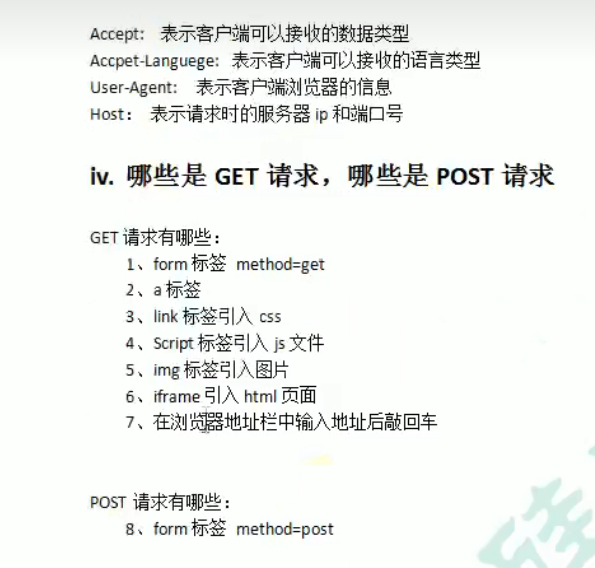 Accept: 表示客户端可以接收的数据类型
Accpet-Languege: 表示客户端可以接收的语言类型
User-Agent: 表示客户端浏览器的信息
Host： 表示请求时的服务器 ip 和端口号
iv. 哪些是 GET 请求，哪些是 POST 请求
GET 请求有哪些：
1、form 标签 method=get
2、a 标签
3、link 标签引入 css
4、Script 标签引入 js 文件
5、img 标签引入图片
6、iframe 引入 html 页面
7、在浏览器地址栏中输入地址后敲回车
POST 请求有哪些：
8、form 标签 method=post
硅